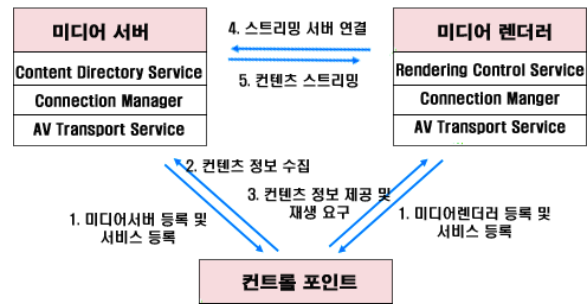 미디어 서버
Content Directory Service
Connection Manager
AV Transport Service
4. 스트리밍 서버 연결
5. 컨텐츠 스트리밍
미디어 렌더러
Rendering Control Service
Connection Manger
AV Transport Service
2. 컨텐츠 정보 수집
3. 컨텐츠 정보 제공 및
재생 요구
1. 미디어서버 등록 및
서비스 등록
1. 미디어렌더러 등록 및
서비스 등록
컨트롤 포인트